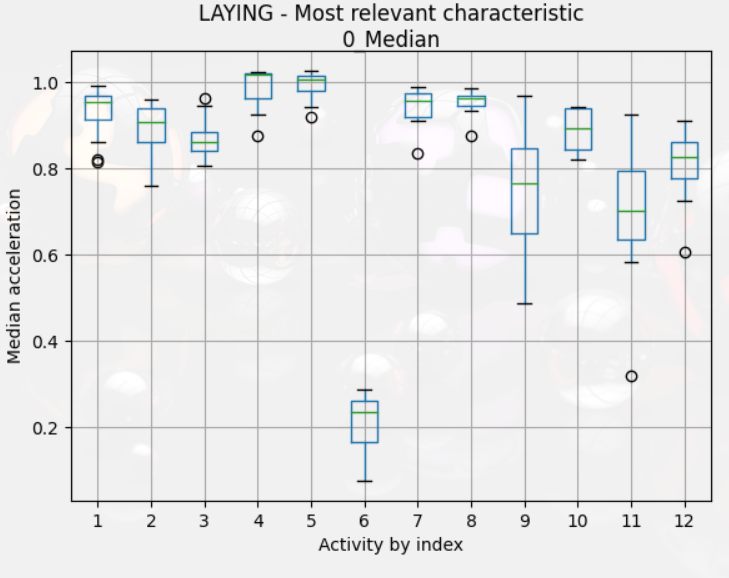 LAYING - Most relevant characteristic
0_Median
1.0
0.8
0.6
0.4
0.2
Median acceleration
1 2 3 4 5 6 7 8 9 10 11 12
Activity by index